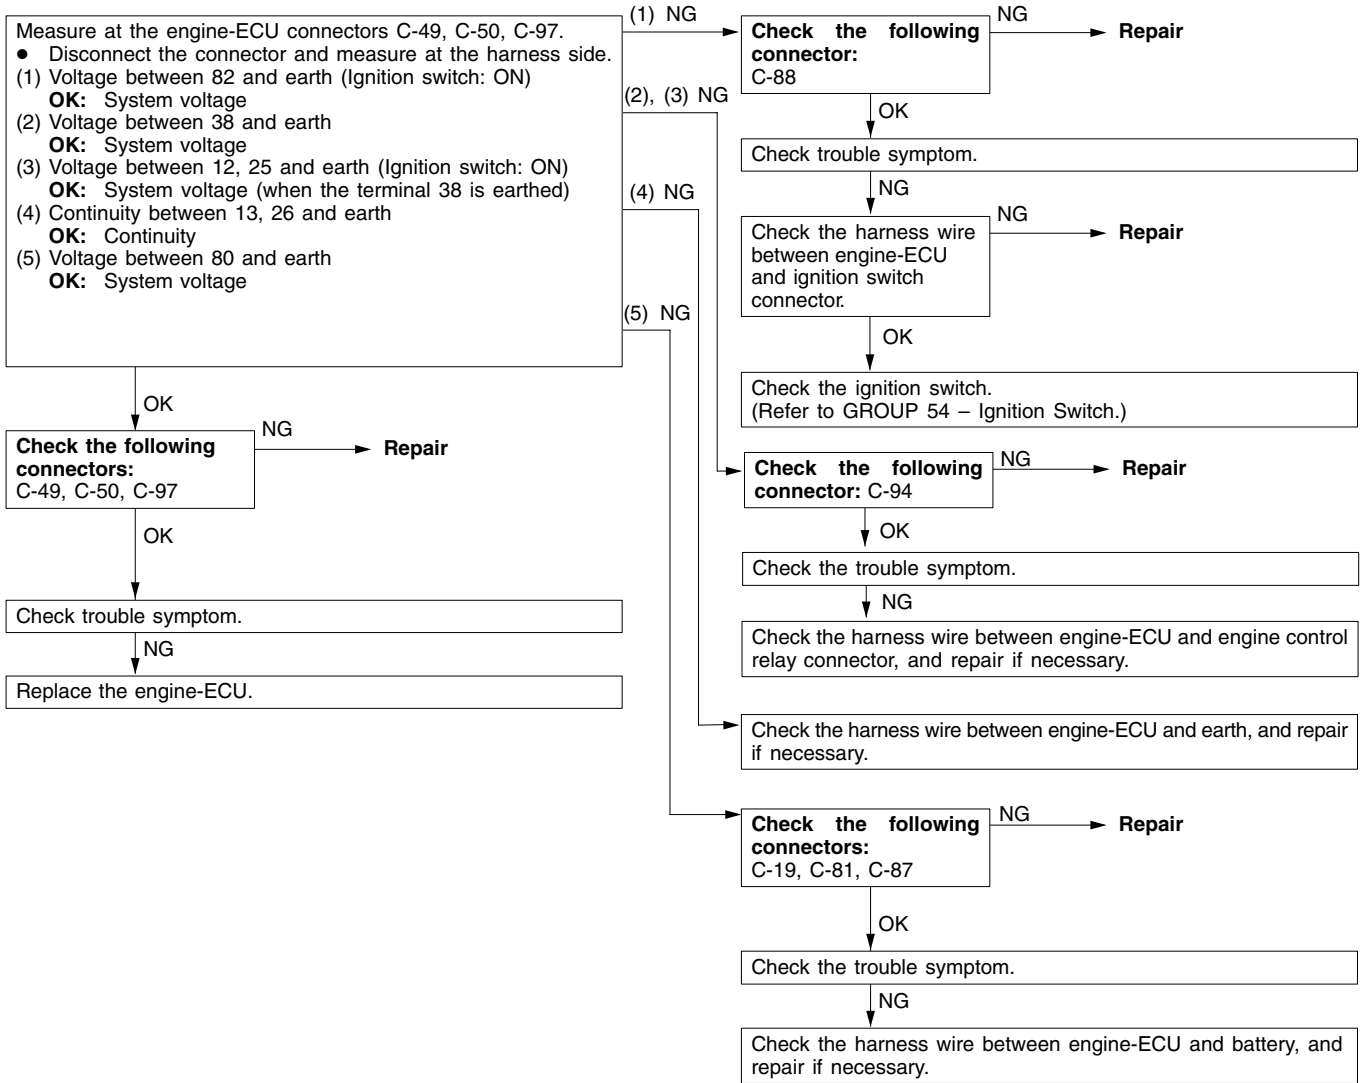 Measure at the engine-ECU connectors C-49, C-50, C-97.
● Disconnect the connector and measure at the harness side.
(1) Voltage between 82 and earth (Ignition switch: ON)
OK: System voltage
(2) Voltage between 38 and earth
OK: System voltage
(3) Voltage between 12, 25 and earth (Ignition switch: ON)
OK: System voltage (when the terminal 38 is earthed)
(4) Continuity between 13, 26 and earth
OK: Continuity
(5) Voltage between 80 and earth
OK: System voltage
OK
Check the following
connectors:
C-49, C-50, C-97
NG
Repair
OK
Check trouble symptom.
NG
Replace the engine-ECU.
(1) NG
Check the following
connector:
C-88
NG
Repair
OK
Check trouble symptom.
NG
Check the harness wire
between engine-ECU
and ignition switch
connector.
NG
Repair
OK
Check the ignition switch.
(Refer to GROUP 54 – Ignition Switch.)
(2), (3) NG
Check the following
connector: C-94
NG
Repair
OK
Check the trouble symptom.
NG
Check the harness wire between engine-ECU and engine control
relay connector, and repair if necessary.
(4) NG
Check the harness wire between engine-ECU and earth, and repair
if necessary.
(5) NG
Check the following
connectors:
C-19, C-81, C-87
NG
Repair
OK
Check the trouble symptom.
NG
Check the harness wire between engine-ECU and battery, and
repair if necessary.